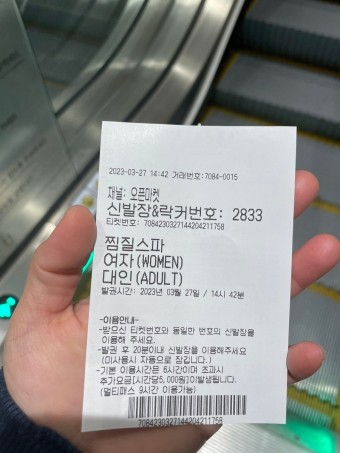 2023-03-27 14:42 거래번호:7084-0015
채널: 오픈마켓
신발장&락커번호: 2833
티켓번호: 7084230327144204211758
찜질스파
여자(WOMEN)
대인(ADULT)
발권시간: 2023년 03월 27일 / 14시 42분
-이용안내-
-받으신 티켓번호와 동일한 번호의 신발장을
이용해 주세요.
-발권 후 20분이내 신발장을 이용해주세요
(미사용시 자동으로 잠깁니다.)
-기본 이용시간은 6시간이며 초과시
추가요금[시간당5,000원]이발생됩니다.
(멀티패스 9시간 이용가능)
7084230327144204211758